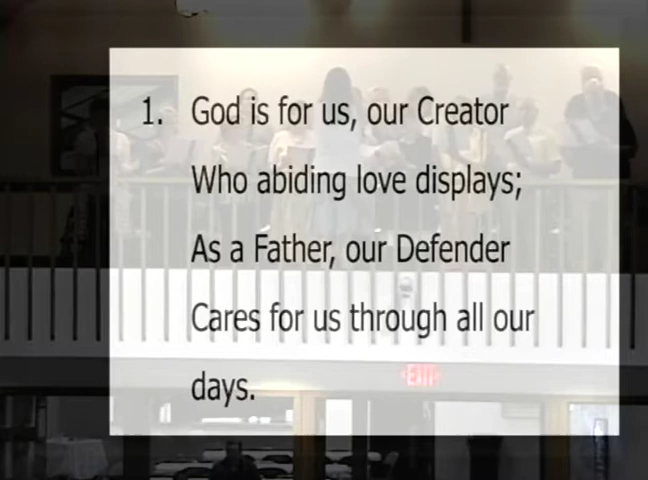 1. God is for us, our Creator
Who abiding love displays;
As a Father, our Defender
Cares for us through all our
days.
EXIT